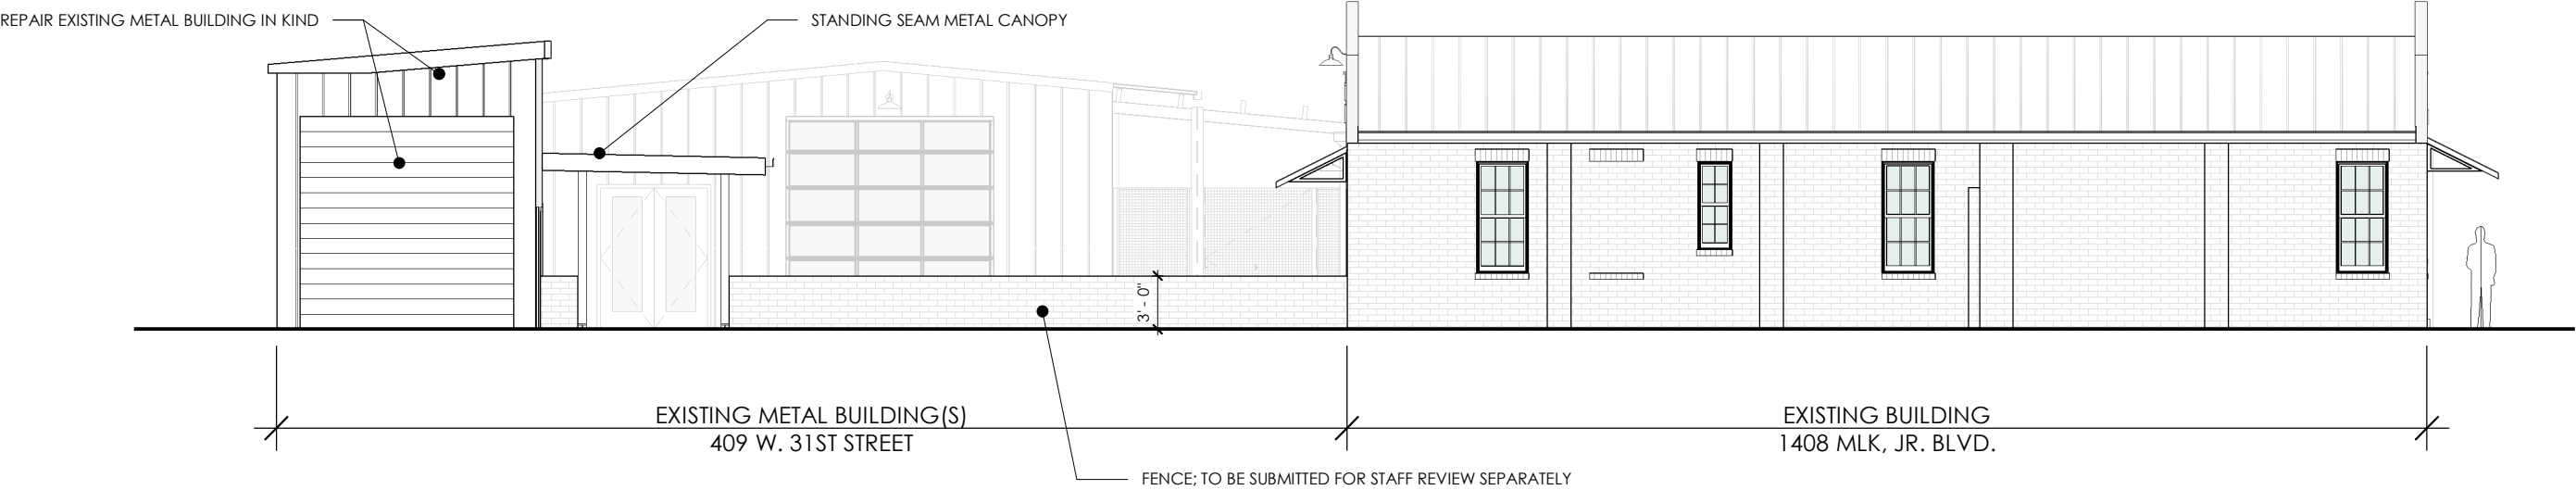 REPAIR EXISTING METAL BUILDING IN KIND
STANDING SEAM METAL CANOPY
3' - 0"
EXISTING METAL BUILDING(S)
409 W. 31ST STREET
EXISTING BUILDING
1408 MLK, JR. BLVD.
FENCE; TO BE SUBMITTED FOR STAFF REVIEW SEPARATELY